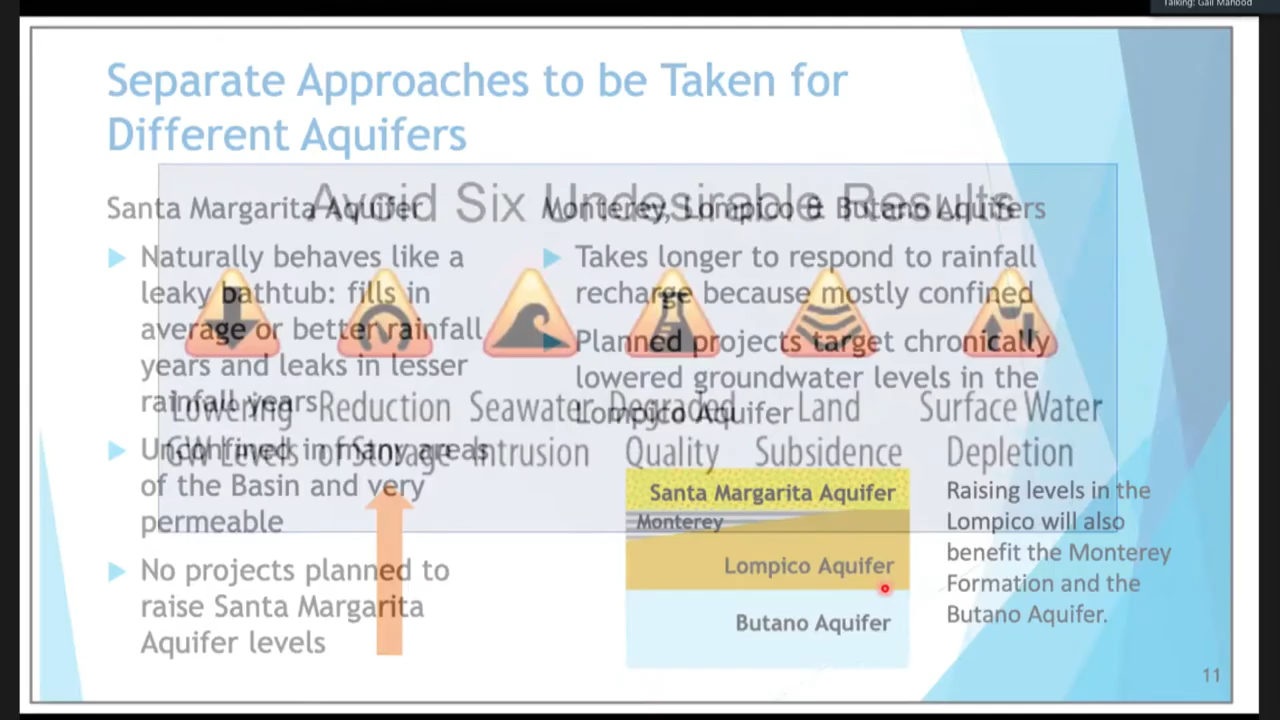 Talking: Gail Mahood
Separate Approaches to be Taken for
Different Aquifers
Santa Margarita Aquifer
Naturally behaves like a
leaky bathtub: fills in
average or better rainfall
years and leaks in lesser
rainfall years
Unconfined in many areas
of the Basin and very
permeable
No projects planned to
raise Santa Margarita
Aquifer levels
Monterey, Lompico & Butano Aquifers
Takes longer to respond to rainfall
recharge because mostly confined
Planned projects target chronically
lowered groundwater levels in the
Lompico Aquifer
Santa Margarita Aquifer
Monterey
Lompico Aquifer
Butano Aquifer
Raising levels in the
Lompico will also
benefit the Monterey
Formation and the
Butano Aquifer.
11
Avoid Six Undesirable Results
Lowering
GW Levels
Reduction
of Storage
Seawater
Intrusion
Degraded
Quality
Land
Subsidence
Surface Water
Depletion